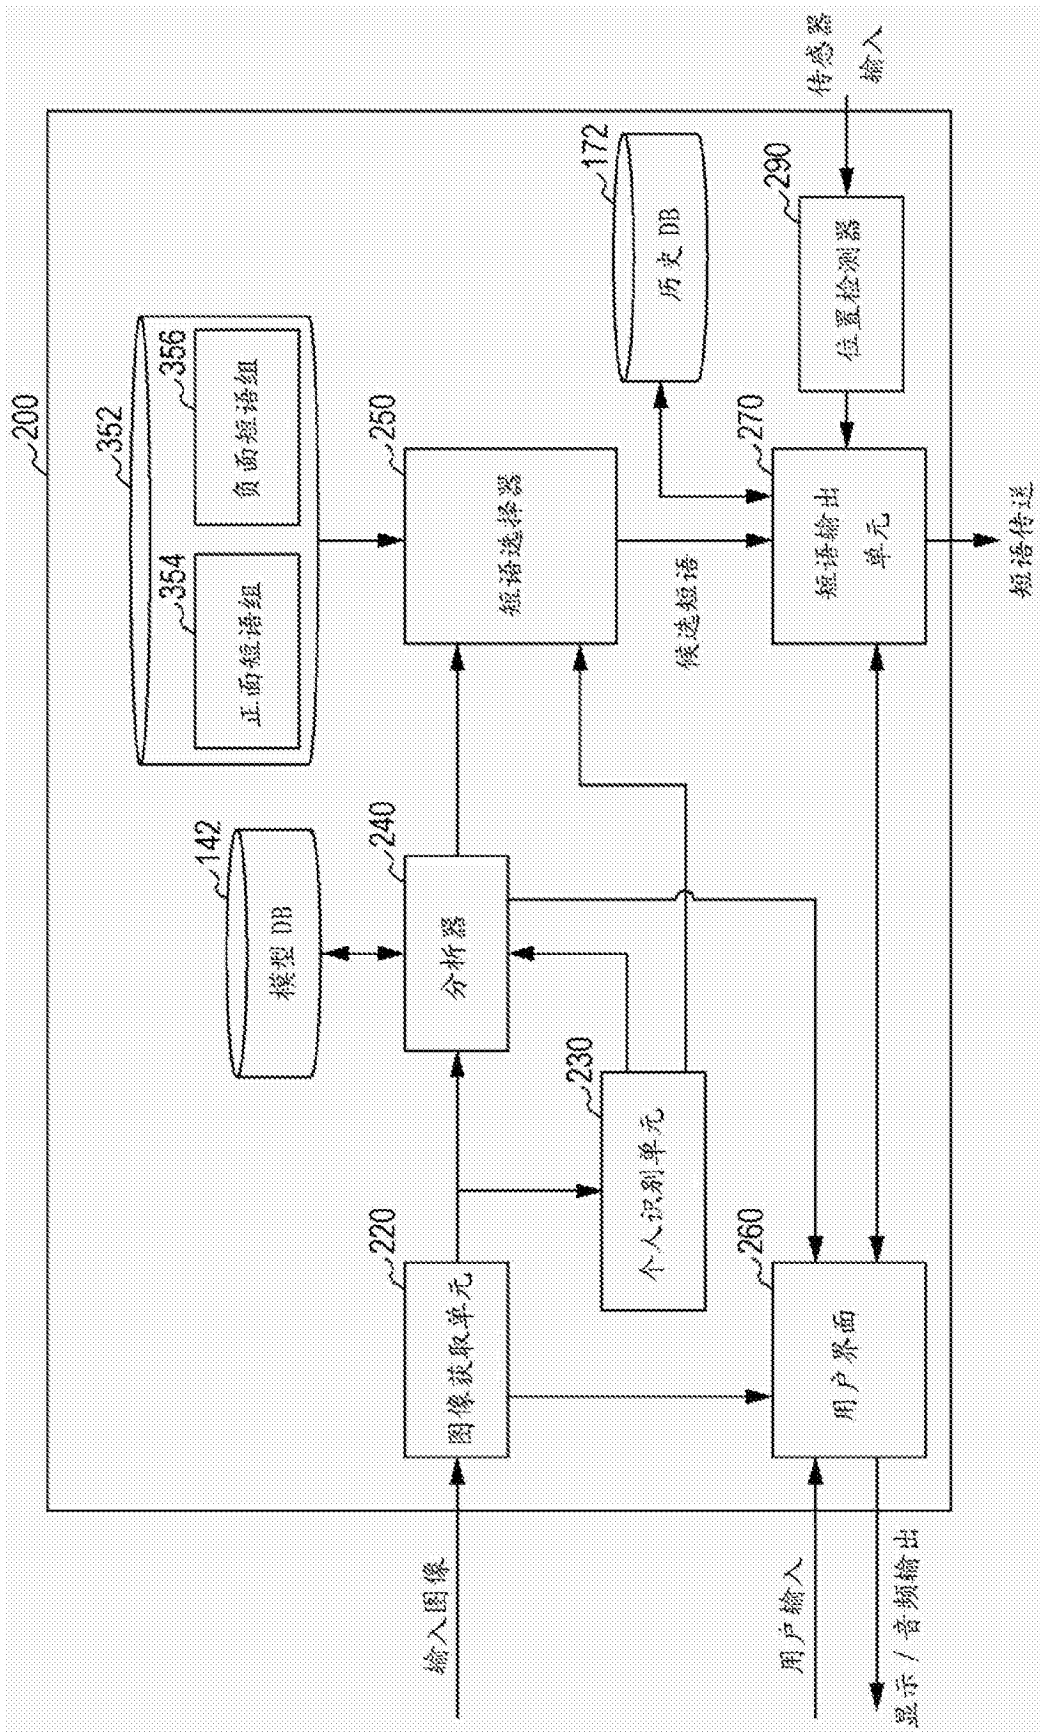 200
352
354
正面短语组
356
负面短语组
142
模型 DB
输入图像
220
图像获取单元
240
分析器
250
短语选择器
172
历史 DB
230
个人识别单元
候选短语
传感器
输入
290
位置检测器
用户输入
260
用户界面
270
短语输出
单元
显示 / 音频输出
短语传送